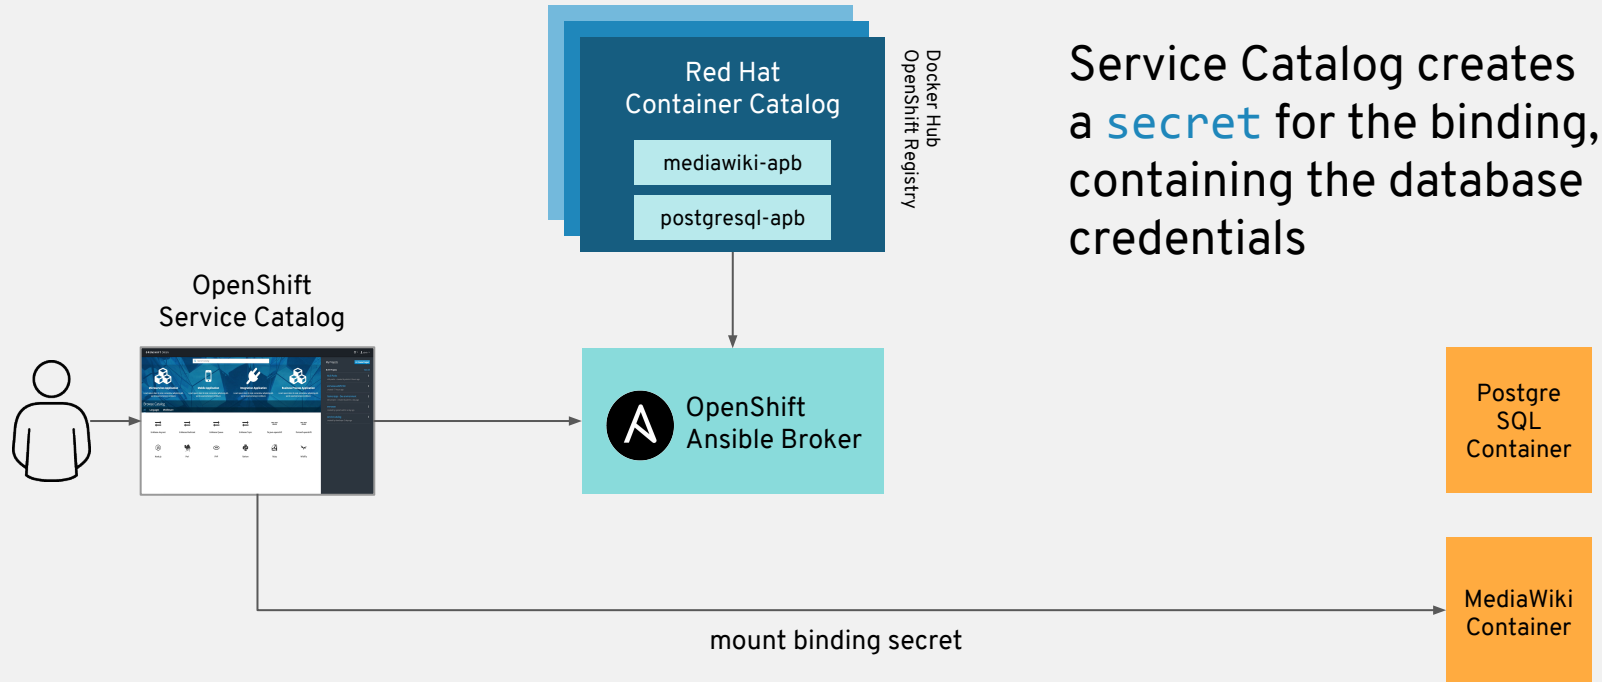 Red Hat
Container Catalog
mediawiki-apb
postgresql-apb
Docker Hub
OpenShift Registry
Service Catalog creates
a secret for the binding,
containing the database
credentials
OpenShift
Service Catalog
OpenShift
Ansible Broker
Postgre
SQL
Container
MediaWiki
Container
mount binding secret